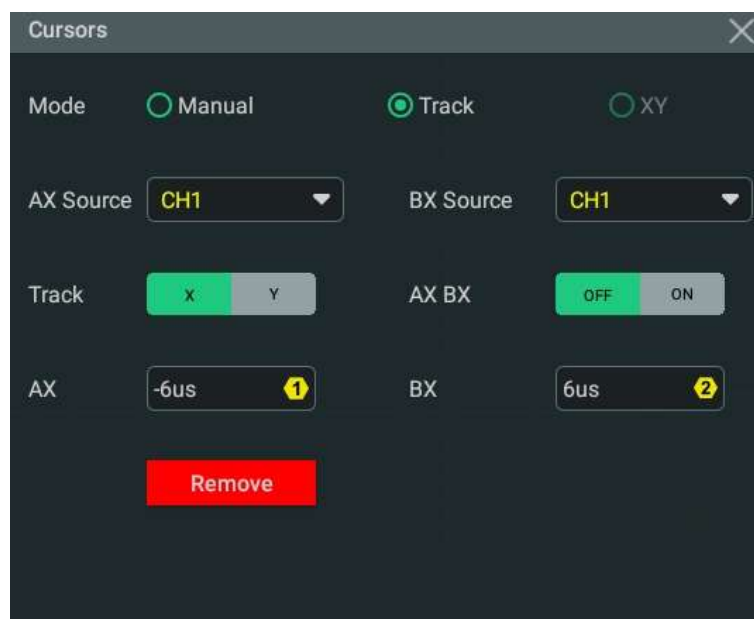 Cursors
Mode Manual Track XY
AX Source CH1 BX Source CH1
Track X Y AX BX OFF ON
AX -6us 1 BX 6us 2
Remove